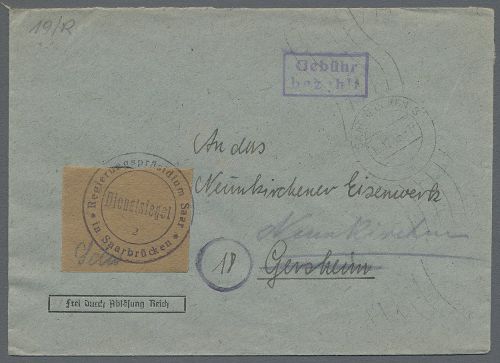 19/R
Gebühr
bezahlt
An das
Neunkirchener Eisenwerk
Neunkirchen
Gersheim
18
Regierungspräsidium Saar
Dienstsiegel
2
in Saarbrücken
Frei durch Ablösung Reich